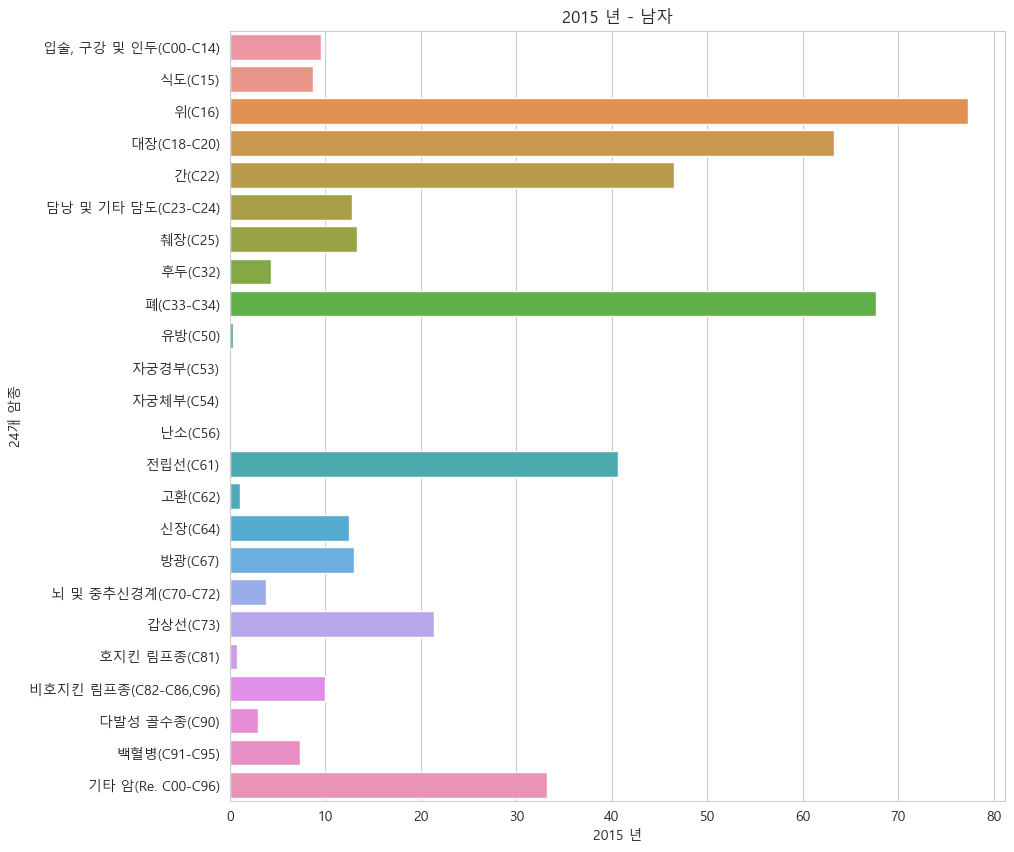 2015 년 - 남자
입술, 구강 및 인두(C00-C14)
식도(C15)
위(C16)
대장(C18-C20)
간(C22)
담낭 및 기타 담도(C23-C24)
췌장(C25)
후두(C32)
폐(C33-C34)
유방(C50)
자궁경부(C53)
자궁체부(C54)
난소(C56)
전립선(C61)
고환(C62)
신장(C64)
방광(C67)
뇌 및 중추신경계(C70-C72)
갑상선(C73)
호지킨 림프종(C81)
비호지킨 림프종(C82-C86,C96)
다발성 골수종(C90)
백혈병(C91-C95)
기타 암(Re. C00-C96)
24개 암종
0 10 20 30 40 50 60 70 80
2015 년